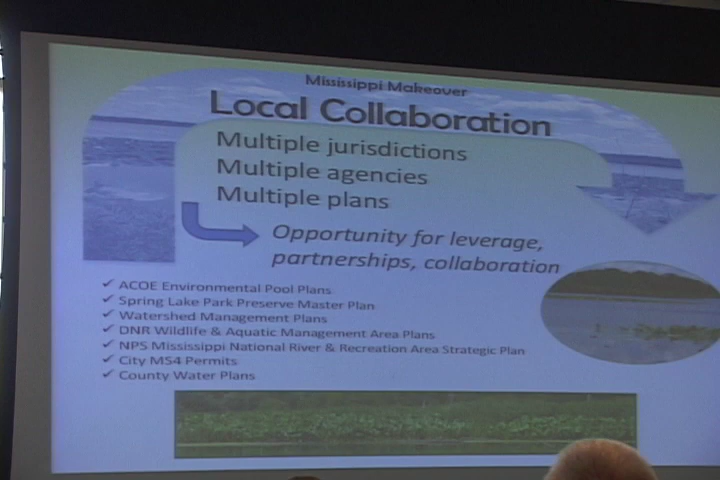 Mississippi Makeover
Local Collaboration
Multiple jurisdictions
Multiple agencies
Multiple plans
Opportunity for leverage,
partnerships, collaboration
✓ ACOE Environmental Pool Plans
✓ Spring Lake Park Preserve Master Plan
✓ Watershed Management Plans
✓ DNR Wildlife & Aquatic Management Area Plans
✓ NPS Mississippi National River & Recreation Area Strategic Plan
✓ City MS4 Permits
✓ County Water Plans